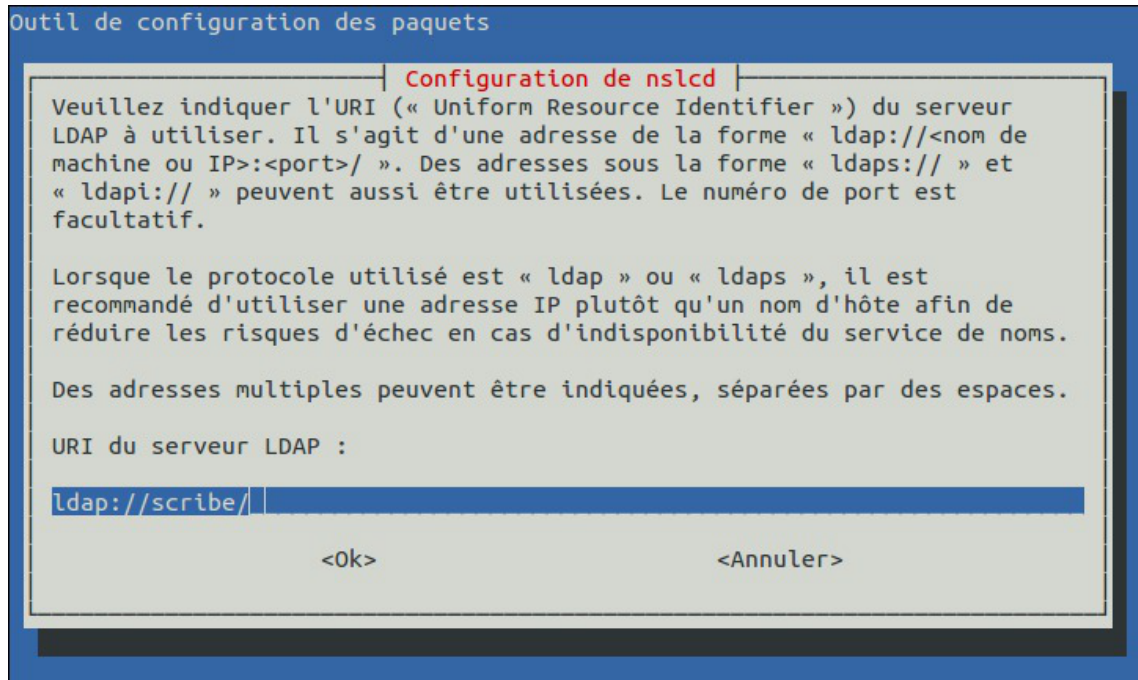 Outil de configuration des paquets
Configuration de nslcd
Veuillez indiquer l'URI (« Uniform Resource Identifier ») du serveur
LDAP à utiliser. Il s'agit d'une adresse de la forme « ldap://<nom de
machine ou IP>:<port>/ ». Des adresses sous la forme « ldaps:// » et
« ldapi:// » peuvent aussi être utilisées. Le numéro de port est
facultatif.
Lorsque le protocole utilisé est « ldap » ou « ldaps », il est
recommandé d'utiliser une adresse IP plutôt qu'un nom d'hôte afin de
réduire les risques d'échec en cas d'indisponibilité du service de noms.
Des adresses multiples peuvent être indiquées, séparées par des espaces.
URI du serveur LDAP :
ldap://scribe/
<Ok> <Annuler>